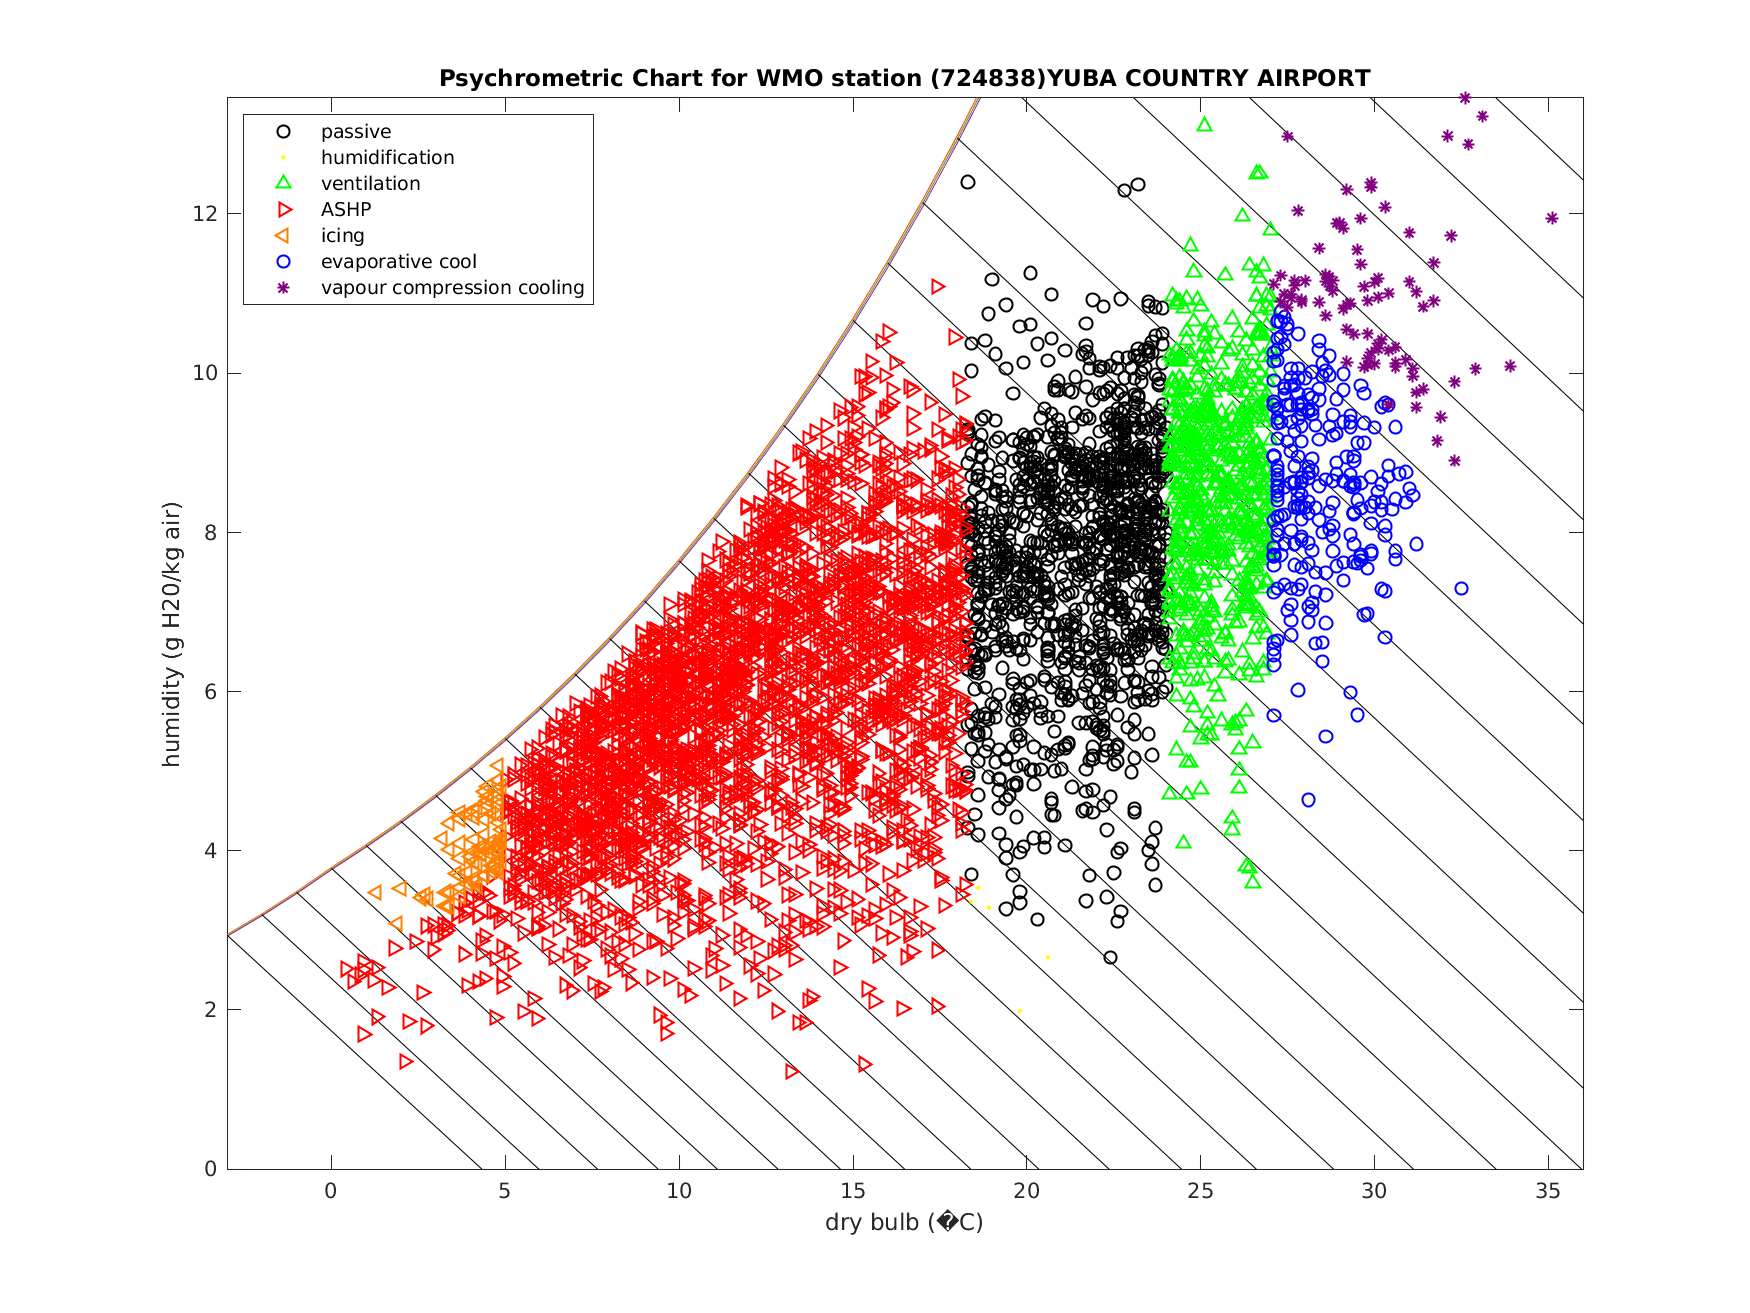 Psychrometric Chart for WMO station (724838)YUBA COUNTRY AIRPORT
passive
humidification
ventilation
ASHP
icing
evaporative cool
vapour compression cooling
humidity (g H20/kg air)
12
10
8
6
4
2
0
0 5 10 15 20 25 30 35
dry bulb (�C)